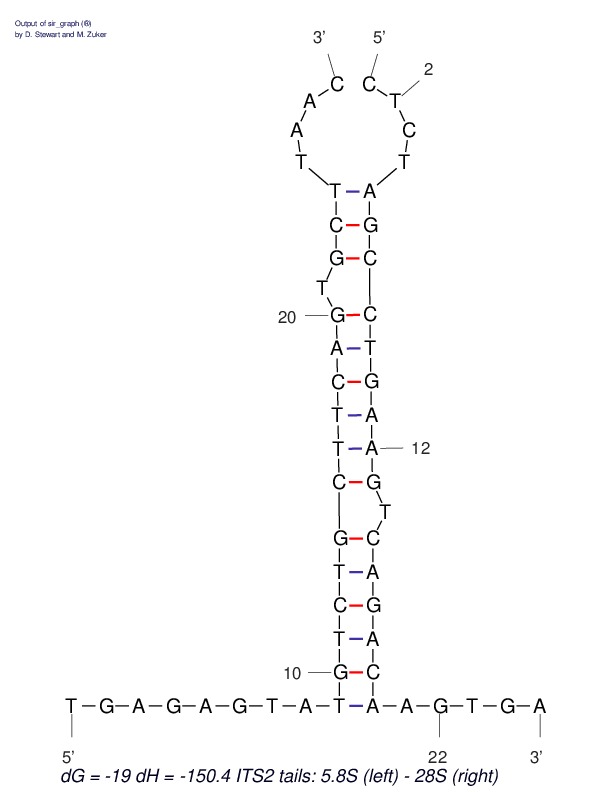 Output of sir_graph (®)
by D. Stewart and M. Zuker
3’ 5’
2
C C
A T
A C
T T
T A
C G
G C
T
20 G C
A T
C G
T A
T A 12
C G
T
G C
T A
C G
T A
10 G C
T G A G A G T A T A A G T G A
5’ 22 3’
dG = -19 dH = -150.4 ITS2 tails: 5.8S (left) - 28S (right)